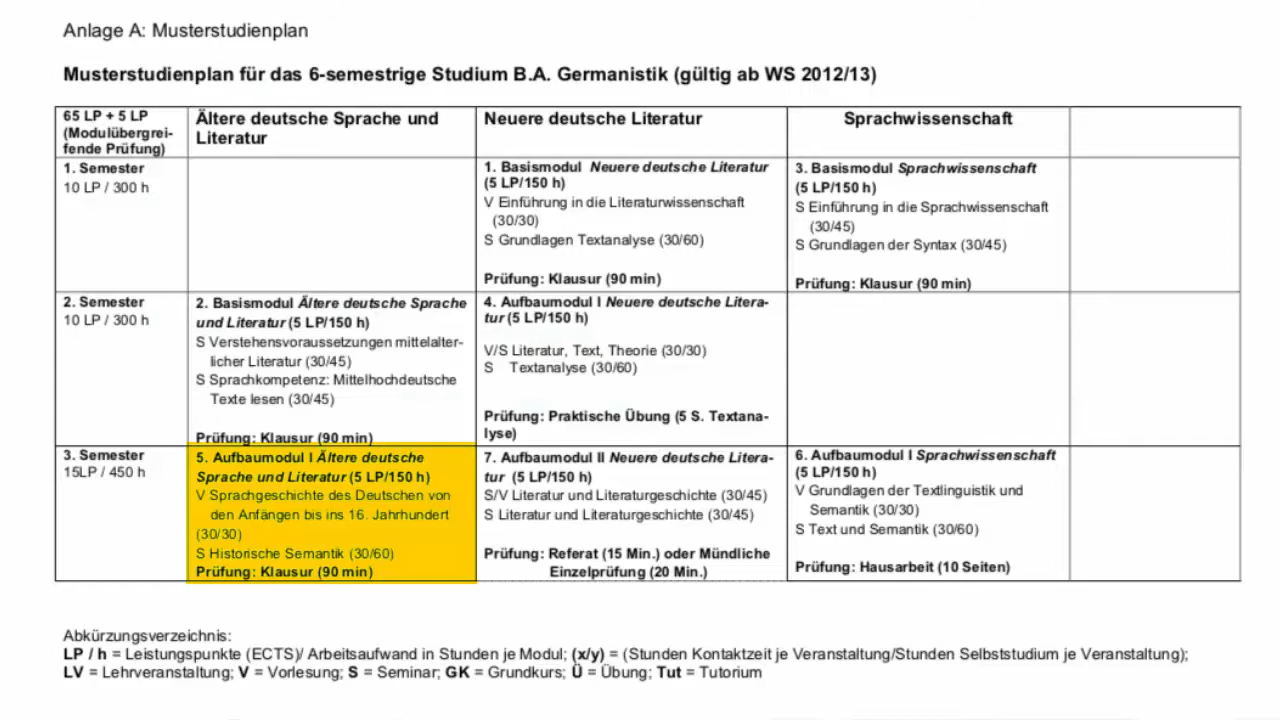 Anlage A: Musterstudienplan
Musterstudienplan für das 6-semestrige Studium B.A. Germanistik (gültig ab WS 2012/13)
65 LP + 5 LP
(Modulübergrei-
fende Prüfung)
Ältere deutsche Sprache und
Literatur
Neuere deutsche Literatur
Sprachwissenschaft
1. Semester
10 LP / 300 h
1. Basismodul Neuere deutsche Literatur
(5 LP/150 h)
V Einführung in die Literaturwissenschaft
(30/30)
S Grundlagen Textanalyse (30/60)
Prüfung: Klausur (90 min)
3. Basismodul Sprachwissenschaft
(5 LP/150 h)
S Einführung in die Sprachwissenschaft
(30/45)
S Grundlagen der Syntax (30/45)
Prüfung: Klausur (90 min)
2. Semester
10 LP / 300 h
2. Basismodul Ältere deutsche Sprache
und Literatur (5 LP/150 h)
S Verstehensvoraussetzungen mittelalter-
licher Literatur (30/45)
S Sprachkompetenz: Mittelhochdeutsche
Texte lesen (30/45)
Prüfung: Klausur (90 min)
4. Aufbaumodul I Neuere deutsche Litera-
tur (5 LP/150 h)
V/S Literatur, Text, Theorie (30/30)
S Textanalyse (30/60)
Prüfung: Praktische Übung (5 S. Textana-
lyse)
3. Semester
15LP / 450 h
5. Aufbaumodul I Ältere deutsche
Sprache und Literatur (5 LP/150 h)
V Sprachgeschichte des Deutschen von
den Anfängen bis ins 16. Jahrhundert
(30/30)
S Historische Semantik (30/60)
Prüfung: Klausur (90 min)
7. Aufbaumodul II Neuere deutsche Litera-
tur (5 LP/150 h)
S/V Literatur und Literaturgeschichte (30/45)
S Literatur und Literaturgeschichte (30/45)
Prüfung: Referat (15 Min.) oder Mündliche
Einzelprüfung (20 Min.)
6. Aufbaumodul I Sprachwissenschaft
(5 LP/150 h)
V Grundlagen der Textlinguistik und
Semantik (30/30)
S Text und Semantik (30/60)
Prüfung: Hausarbeit (10 Seiten)
Abkürzungsverzeichnis:
LP / h = Leistungspunkte (ECTS)/ Arbeitsaufwand in Stunden je Modul; (x/y) = (Stunden Kontaktzeit je Veranstaltung/Stunden Selbststudium je Veranstaltung);
LV = Lehrveranstaltung; V = Vorlesung; S = Seminar; GK = Grundkurs; Ü = Übung; Tut = Tutorium